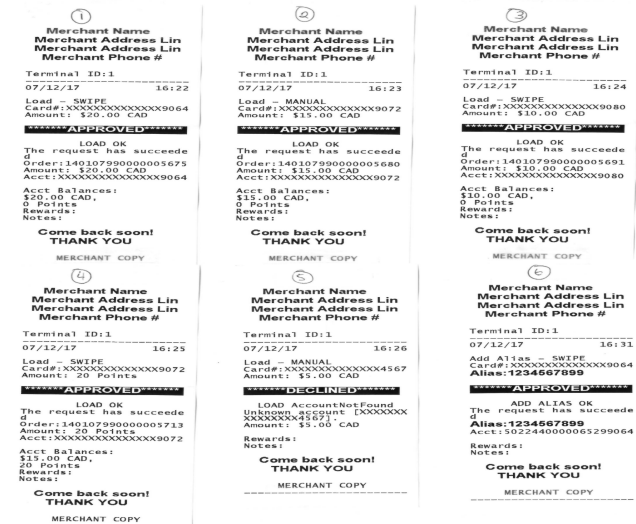 1
Merchant Name
Merchant Address Lin
Merchant Address Lin
Merchant Phone #
Terminal ID:1
07/12/17 16:22
Load – SWIPE
Card#:XXXXXXXXXXXXXXX9064
Amount: $20.00 CAD
*******APPROVED*******
LOAD OK
The request has succeede
d
Order:140107990000005675
Amount: $20.00 CAD
Acct:XXXXXXXXXXXXXXX9064
Acct Balances:
$20.00 CAD,
0 Points
Rewards:
Notes:
Come back soon!
THANK YOU
MERCHANT COPY
2
Merchant Name
Merchant Address Lin
Merchant Address Lin
Merchant Phone #
Terminal ID:1
07/12/17 16:23
Load – MANUAL
Card#:XXXXXXXXXXXXXXX9072
Amount: $15.00 CAD
*******APPROVED*******
LOAD OK
The request has succeede
d
Order:140107990000005680
Amount: $15.00 CAD
Acct:XXXXXXXXXXXXXXX9072
Acct Balances:
$15.00 CAD,
0 Points
Rewards:
Notes:
Come back soon!
THANK YOU
MERCHANT COPY
3
Merchant Name
Merchant Address Lin
Merchant Address Lin
Merchant Phone #
Terminal ID:1
07/12/17 16:24
Load – SWIPE
Card#:XXXXXXXXXXXXXXX9080
Amount: $10.00 CAD
*******APPROVED*******
LOAD OK
The request has succeede
d
Order:140107990000005691
Amount: $10.00 CAD
Acct:XXXXXXXXXXXXXXX9080
Acct Balances:
$10.00 CAD,
0 Points
Rewards:
Notes:
Come back soon!
THANK YOU
MERCHANT COPY
4
Merchant Name
Merchant Address Lin
Merchant Address Lin
Merchant Phone #
Terminal ID:1
07/12/17 16:25
Load – SWIPE
Card#:XXXXXXXXXXXXXXX9072
Amount: 20 Points
*******APPROVED*******
LOAD OK
The request has succeede
d
Order:140107990000005713
Amount: 20 Points
Acct:XXXXXXXXXXXXXXX9072
Acct Balances:
$15.00 CAD,
20 Points
Rewards:
Notes:
Come back soon!
THANK YOU
MERCHANT COPY
5
Merchant Name
Merchant Address Lin
Merchant Address Lin
Merchant Phone #
Terminal ID:1
07/12/17 16:26
Load – MANUAL
Card#:XXXXXXXXXXXXXXX4567
Amount: $5.00 CAD
*******DECLINED*******
LOAD AccountNotFound
Unknown account [XXXXXXX
XXXXXXXX4567].
Amount: $5.00 CAD
Rewards:
Notes:
Come back soon!
THANK YOU
MERCHANT COPY
6
Merchant Name
Merchant Address Lin
Merchant Address Lin
Merchant Phone #
Terminal ID:1
07/12/17 16:31
Add Alias – SWIPE
Card#:XXXXXXXXXXXXXXX9064
Alias:1234567899
*******APPROVED*******
ADD ALIAS OK
The request has succeede
d
Alias:1234567899
Acct:5022440000065299064
Rewards:
Notes:
Come back soon!
THANK YOU
MERCHANT COPY